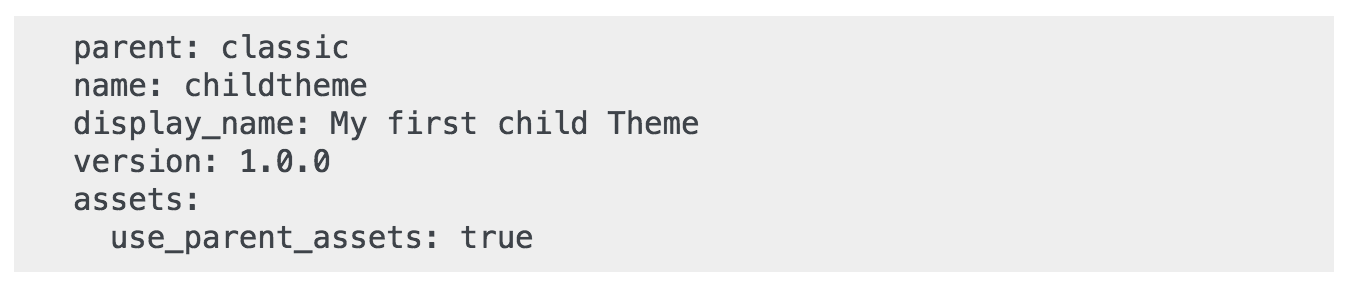 parent: classic
name: childtheme
display_name: My first child Theme
version: 1.0.0
assets:
  use_parent_assets: true